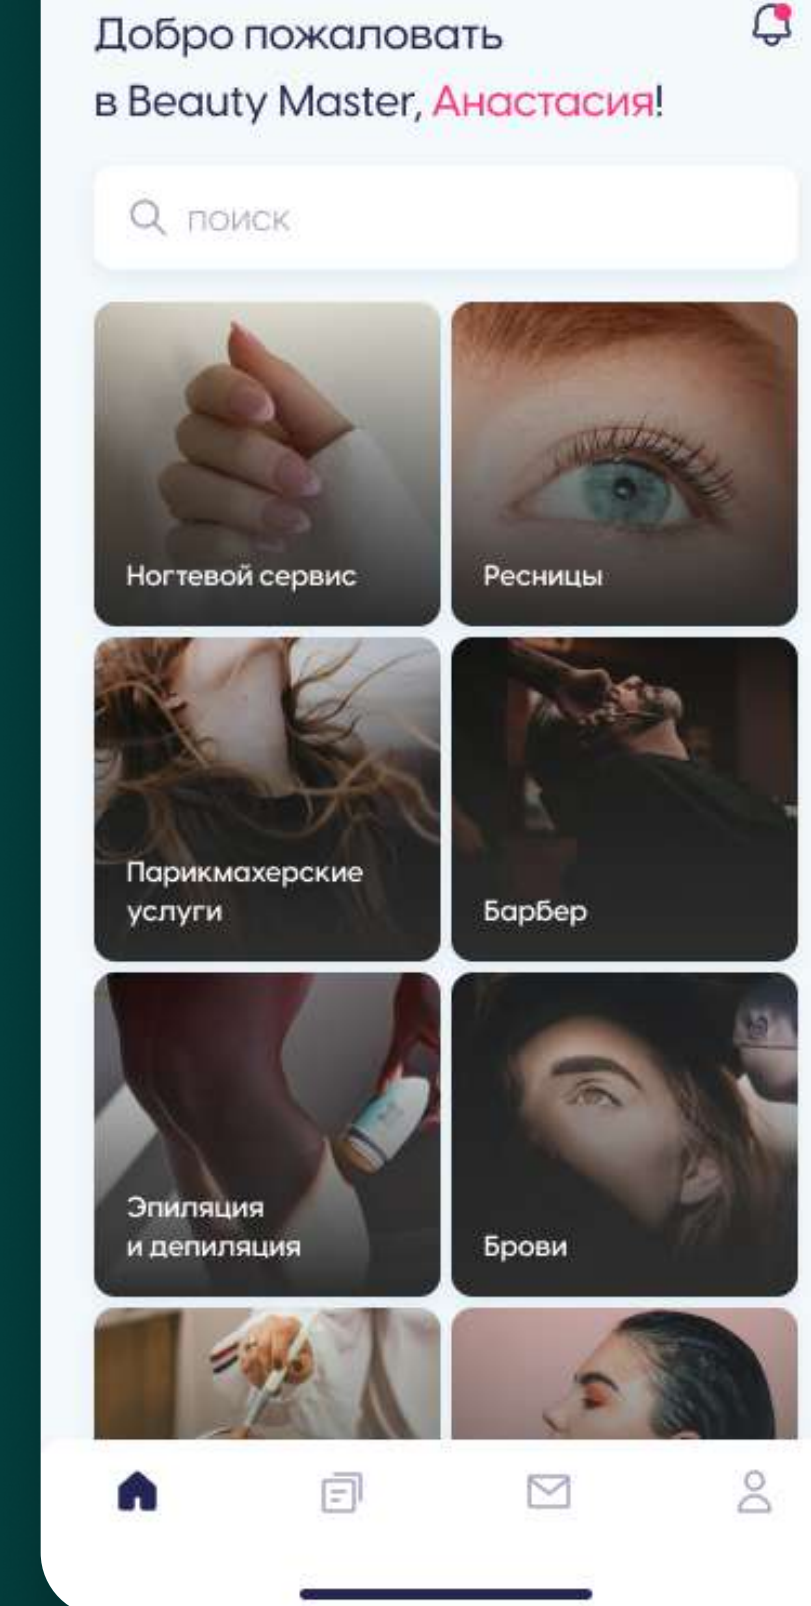 Добро пожаловать
в Beauty Master, Анастасия!
поиск
Ногтевой сервис
Ресницы
Парикмахерские
услуги
Барбер
Эпиляция
и депиляция
Брови